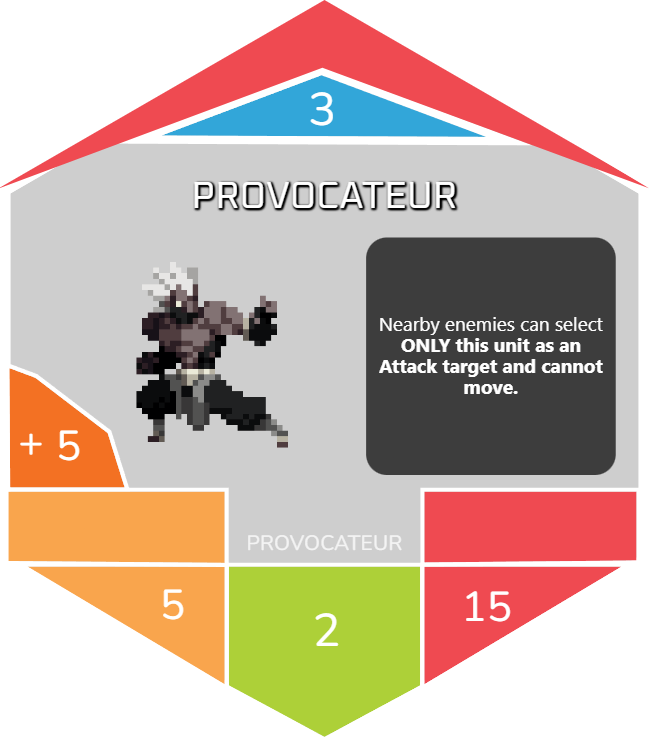 3
PROVOCATEUR
Nearby enemies can select
ONLY this unit as an
Attack target and cannot
move.
+ 5
PROVOCATEUR
5
2
15